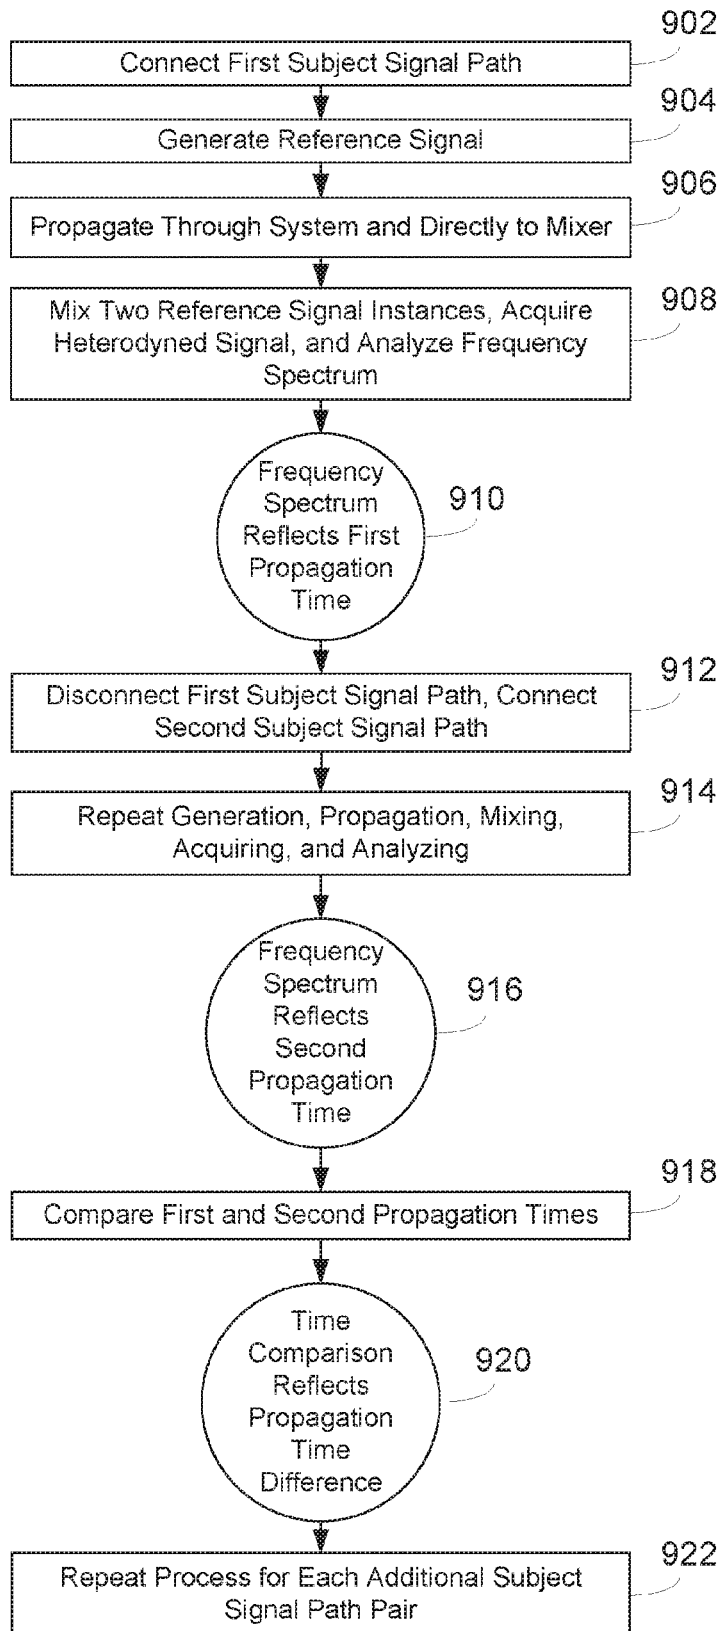 902
Connect First Subject Signal Path
904
Generate Reference Signal
906
Propagate Through System and Directly to Mixer
908
Mix Two Reference Signal Instances, Acquire
Heterodyned Signal, and Analyze Frequency
Spectrum
Frequency
Spectrum
Reflects First
Propagation
Time
910
912
Disconnect First Subject Signal Path, Connect
Second Subject Signal Path
914
Repeat Generation, Propagation, Mixing,
Acquiring, and Analyzing
Frequency
Spectrum
Reflects
Second
Propagation
Time
916
918
Compare First and Second Propagation Times
Time
Comparison
Reflects
Propagation
Time
Difference
920
922
Repeat Process for Each Additional Subject
Signal Path Pair